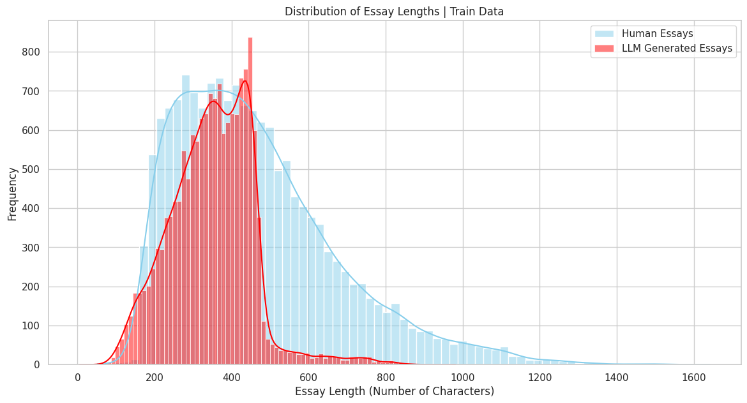 Distribution of Essay Lengths | Train Data
Human Essays
LLM Generated Essays
Frequency
800
700
600
500
400
300
200
100
0
0 200 400 600 800 1000 1200 1400 1600
Essay Length (Number of Characters)